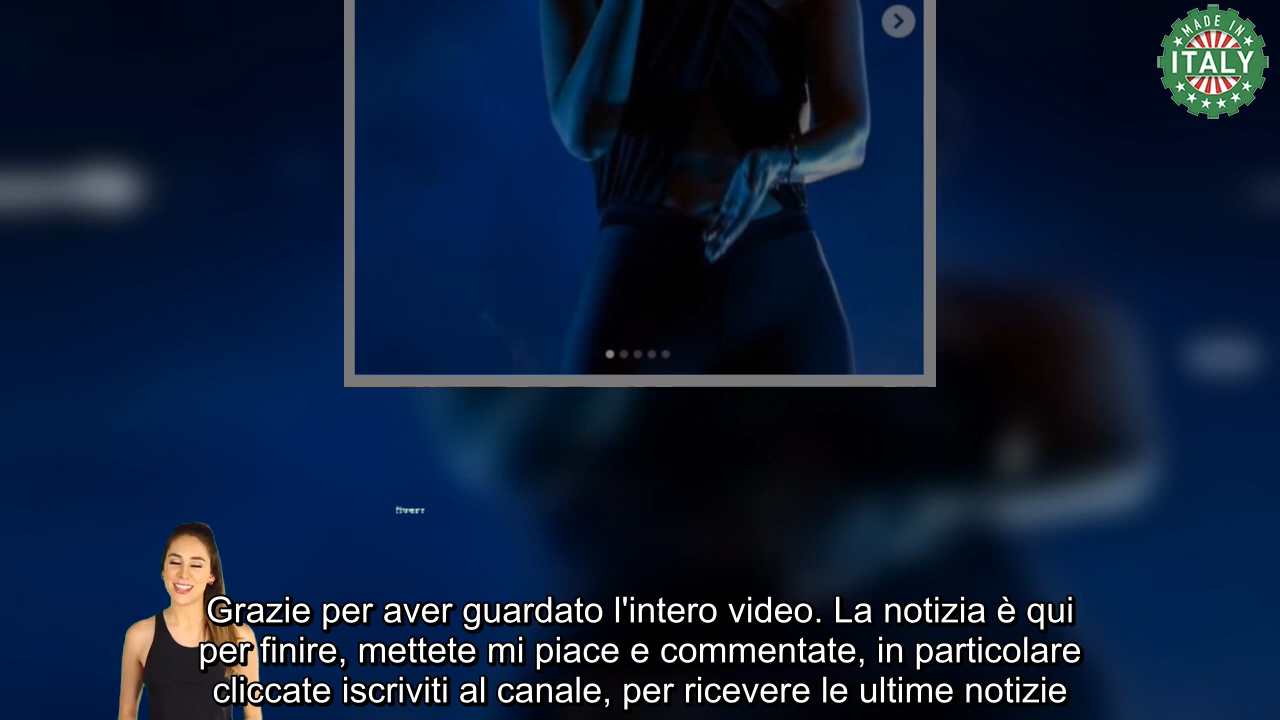 MADE IN
ITALY
fiverr
Grazie per aver guardato l'intero video. La notizia è qui
per finire, mettete mi piace e commentate, in particolare
cliccate iscriviti al canale, per ricevere le ultime notizie